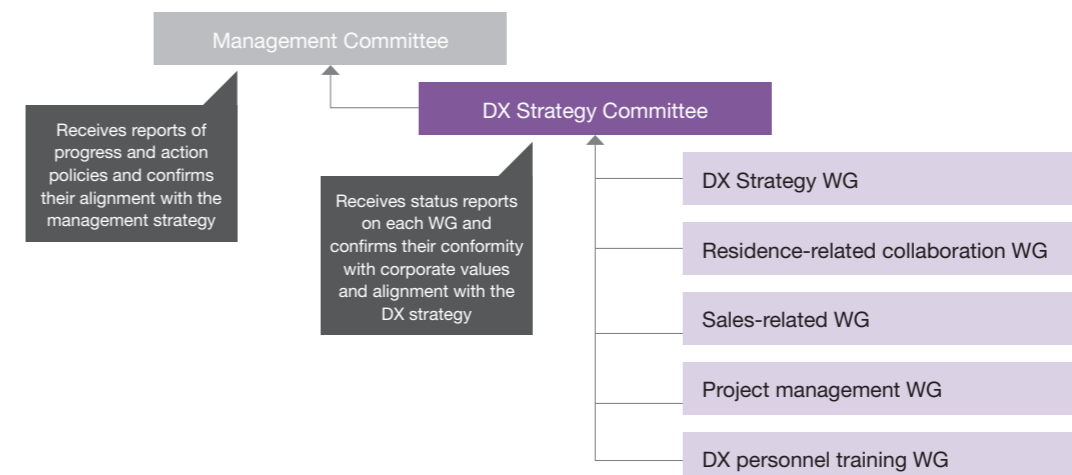 Management Committee
DX Strategy Committee
Receives reports of
progress and action
policies and confirms
their alignment with the
management strategy
Receives status reports
on each WG and
confirms their conformity
with corporate values
and alignment with the
DX strategy
DX Strategy WG
Residence-related collaboration WG
Sales-related WG
Project management WG
DX personnel training WG